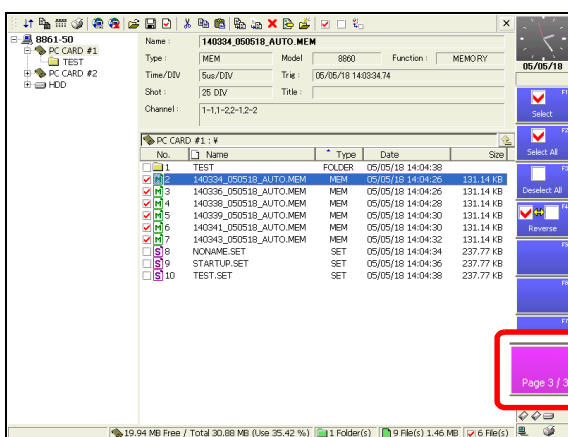 8861-50
PC CARD #1
TEST
PC CARD #2
HDD
Name : 140334_050518_AUTO.MEM
Type : MEM Model 8860 Function : MEMORY
Time/DIV 5us/DIV Trig : 05/05/18 14:03:34.74
Shot : 25 DIV Title :
Channel : 1-1,1-2,2-1,2-2
PC CARD #1 : ¥
No. Name Type Date Size
1 TEST FOLDER 05/05/18 14:04:38
2 140334_050518_AUTO.MEM MEM 05/05/18 14:04:26 131.14 KB
3 140336_050518_AUTO.MEM MEM 05/05/18 14:04:26 131.14 KB
4 140338_050518_AUTO.MEM MEM 05/05/18 14:04:28 131.14 KB
5 140339_050518_AUTO.MEM MEM 05/05/18 14:04:30 131.14 KB
6 140341_050518_AUTO.MEM MEM 05/05/18 14:04:30 131.14 KB
7 140343_050518_AUTO.MEM MEM 05/05/18 14:04:32 131.14 KB
8 NONAME.SET SET 05/05/18 14:04:34 237.77 KB
9 STARTUP.SET SET 05/05/18 14:04:36 237.77 KB
10 TEST.SET SET 05/05/18 14:04:38 237.77 KB
19.94 MB Free / Total 30.88 MB (Use 35.42 %) 1 Folder(s) 9 File(s) 1.46 MB 6 File(s)
05/05/18
F1
Select
F2
Select All
F3
Deselect All
F4
Reverse
F5
F6
F7
Page 3 / 3